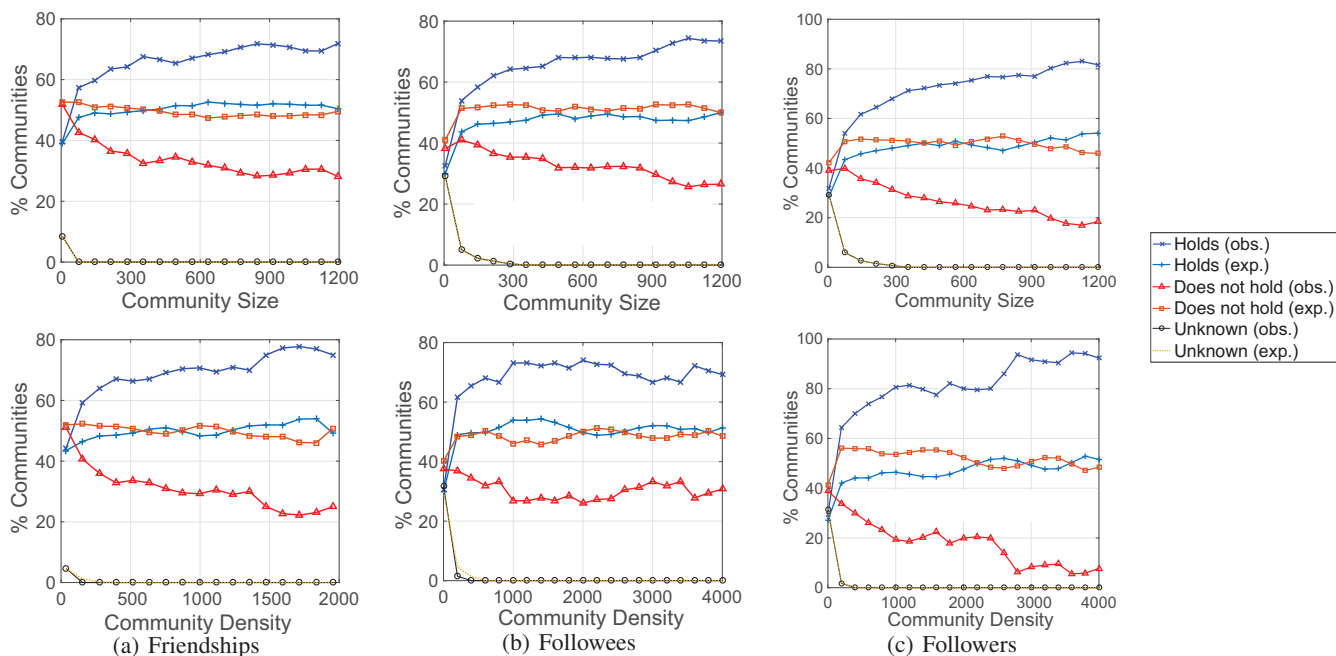 80
60
40
20
0
% Communities
0 300 600 900 1200
Community Size
80
60
40
20
0
% Communities
0 300 600 900 1200
Community Size
100
80
60
40
20
0
% Communities
0 300 600 900 1200
Community Size
Holds (obs.)
Holds (exp.)
Does not hold (obs.)
Does not hold (exp.)
Unknown (obs.)
Unknown (exp.)
80
60
40
20
0
% Communities
0 500 1000 1500 2000
Community Density
(a) Friendships
80
60
40
20
0
% Communities
0 1000 2000 3000 4000
Community Density
(b) Followees
100
80
60
40
20
0
% Communities
0 1000 2000 3000 4000
Community Density
(c) Followers